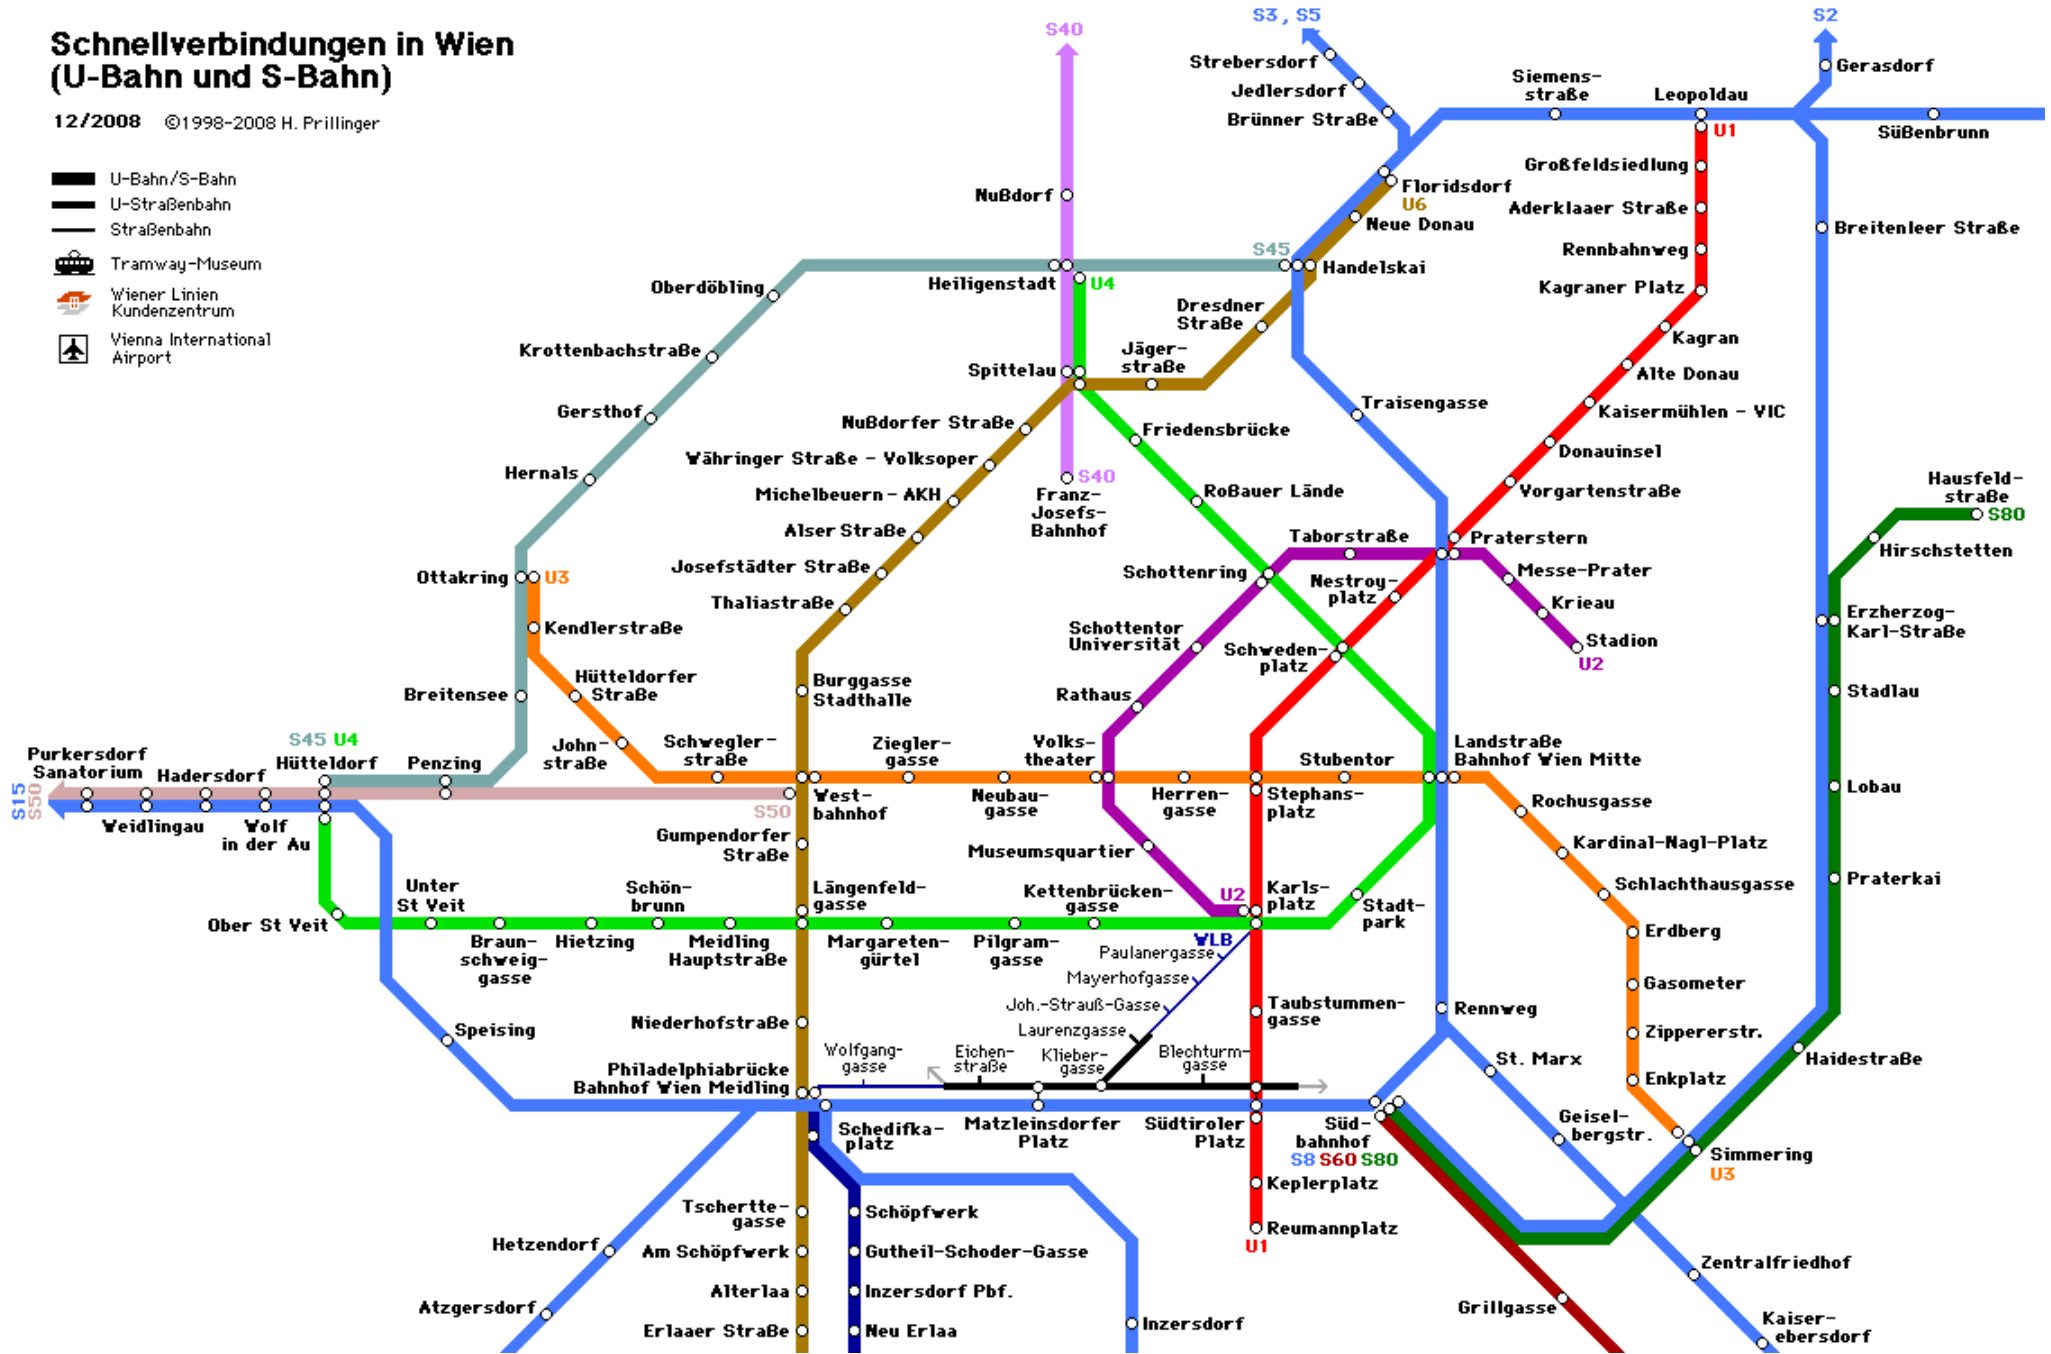 Schnellverbindungen in Wien
(U-Bahn und S-Bahn)
12/2008 ©1998-2008 H. Prillinger
U-Bahn/S-Bahn
U-Straßenbahn
Straßenbahn
Tramway-Museum
Wiener Linien
Kundenzentrum
Vienna International
Airport
S40
S3, S5
S2
Strebersdorf
Jedlersdorf
Brünner Straße
Siemens-
straße
Leopoldau
U1
Gerasdorf
Süßenbrunn
Großfeldsiedlung
Aderklaaer Straße
Rennbahnweg
Kagraner Platz
Kagran
Alte Donau
Kaisermühlen - VIC
Donauinsel
Vorgartenstraße
Breitenleer Straße
Floridsdorf
U6
Neue Donau
Nußdorf
S45
Handelskai
Heiligenstadt
U4
Oberdöbling
Dresdner
Straße
Jäger-
straße
Krottenbachstraße
Spittelau
Gersthof
Nußdorfer Straße
Friedensbrücke
Traisengasse
Hernals
Währinger Straße - Volksoper
S40
Franz-
Josefs-
Bahnhof
Michelbeuern - AKH
Roßauer Lände
Alser Straße
Hausfeld-
straße
S80
Hirschstetten
Taborstraße
Praterstern
Messe-Prater
Krieau
Stadion
U2
Ottakring
U3
Josefstädter Straße
Schottenring
Nestroy-
platz
Thaliastraße
Kendlerstraße
Schottentor
Universität
Schweden-
platz
Erzherzog-
Karl-Straße
Breitensee
Hütteldorfer
Straße
Burggasse
Stadthalle
Rathaus
Stadlau
S45 U4
Hütteldorf
Purkersdorf
Sanatorium
Hadersdorf
Penzing
John-
straße
Schwegler-
straße
Ziegler-
gasse
Volks-
theater
Stubentor
Landstraße
Bahnhof Wien Mitte
S15
S50
Weidlingau
Wolf
in der Au
S50
West-
bahnhof
Neubau-
gasse
Herren-
gasse
Stephans-
platz
Rochusgasse
Lobau
Gumpendorfer
Straße
Museumsquartier
Kardinal-Nagl-Platz
Schlachthausgasse
Praterkai
Ober St Veit
Unter
St Veit
Braun-
schweig-
gasse
Hietzing
Schön-
brunn
Meidling
Hauptstraße
Längenfeld-
gasse
Margareten-
gürtel
Pilgram-
gasse
Kettenbrücken-
gasse
U2
Karls-
platz
Stadt-
park
Erdberg
WLB
Paulanergasse
Mayerhofgasse
Joh.-Strauß-Gasse
Laurenzgasse
Gasometer
Taubstummen-
gasse
Rennweg
Zippererstr.
Speising
Niederhofstraße
Philadelphiabrücke
Bahnhof Wien Meidling
Wolfgang-
gasse
Eichen-
straße
Klieber-
gasse
Blechturm-
gasse
St. Marx
Enkplatz
Haidestraße
Schedifka-
platz
Matzleinsdorfer
Platz
Südtiroler
Platz
Süd-
bahnhof
S8 S60 S80
Geisel-
bergstr.
Simmering
U3
Keplerplatz
Reumannplatz
U1
Tschertte-
gasse
Schöpfwerk
Hetzendorf
Am Schöpfwerk
Gutheil-Schoder-Gasse
Zentralfriedhof
Alterlaa
Inzersdorf Pbf.
Atzgersdorf
Grillgasse
Erlaaer Straße
Neu Erlaa
Inzersdorf
Kaiser-
ebersdorf